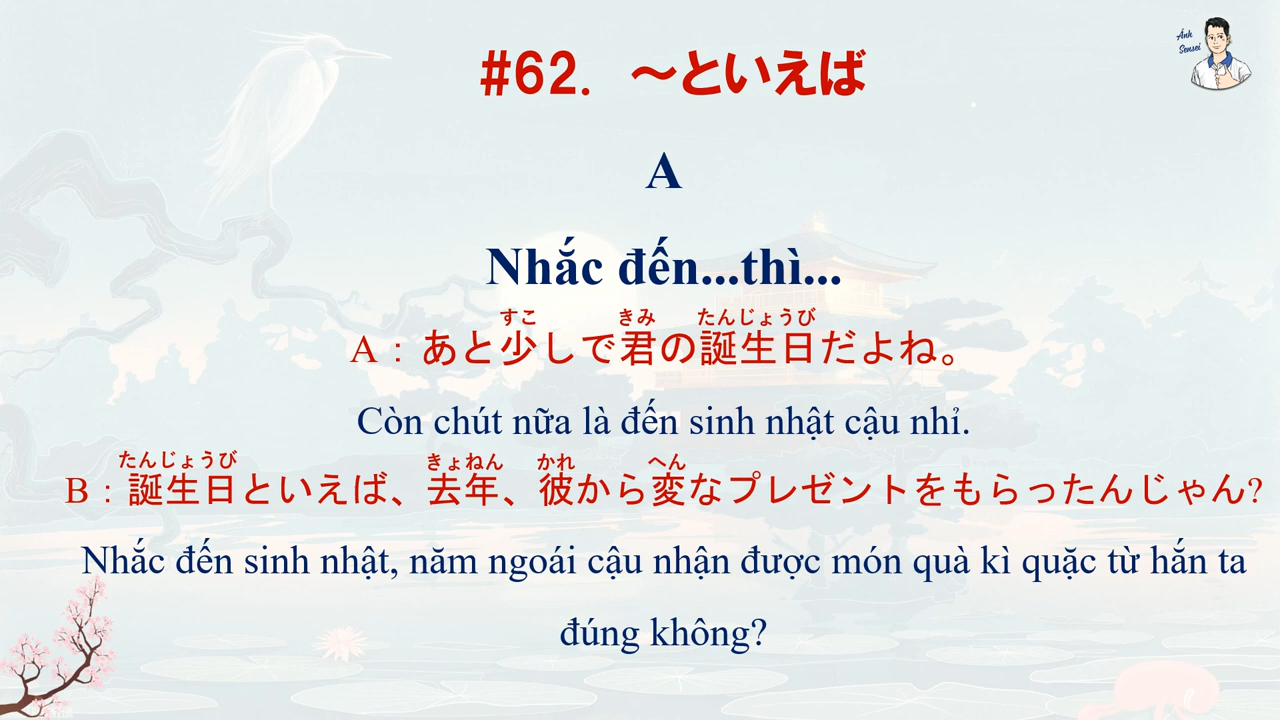 #62. ～といえば
Ánh
Sensei
A
Nhắc đến...thì...
すこ きみ たんじょうび
A：あと少しで君の誕生日だよね。
Còn chút nữa là đến sinh nhật cậu nhỉ.
たんじょうび きょねん かれ へん
B：誕生日といえば、去年、彼から変なプレゼントをもらったんじゃん?
Nhắc đến sinh nhật, năm ngoái cậu nhận được món quà kì quặc từ hắn ta
đúng không?